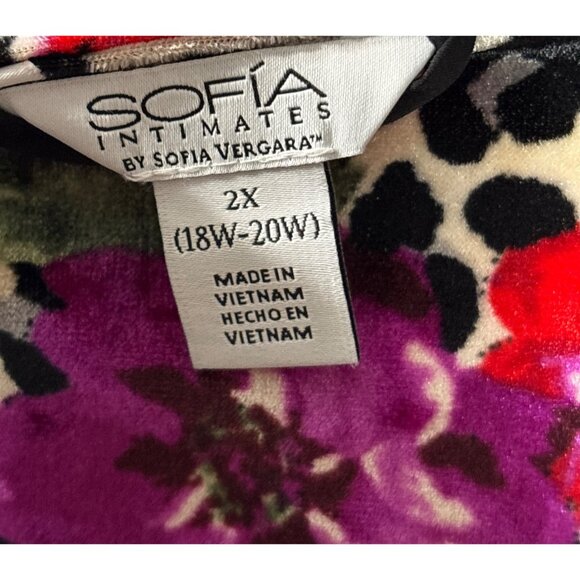 SOFÍA
INTIMATES
BY SOFIA VERGARA™
2X
(18W-20W)
MADE IN
VIETNAM
HECHO EN
VIETNAM